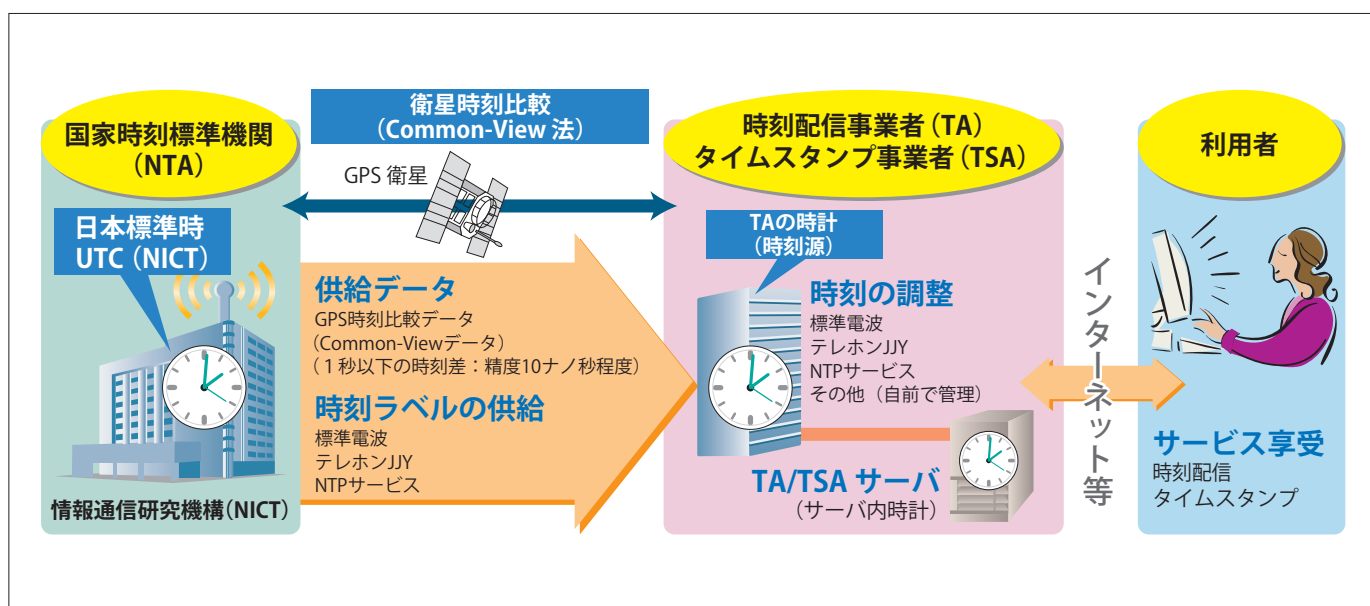 国家時刻標準機関
（NTA）
日本標準時
UTC（NICT）
情報通信研究機構(NICT)
衛星時刻比較
（Common-View 法）
GPS 衛星
供給データ
GPS時刻比較データ
(Common-Viewデータ)
（１秒以下の時刻差：精度10ナノ秒程度）
時刻ラベルの供給
標準電波
テレホンJJY
NTPサービス
時刻配信事業者（TA）
タイムスタンプ事業者（TSA）
TAの時計
（時刻源）
時刻の調整
標準電波
テレホンJJY
NTPサービス
その他（自前で管理）
TA/TSA サーバ
（サーバ内時計）
インターネット等
利用者
サービス享受
時刻配信
タイムスタンプ